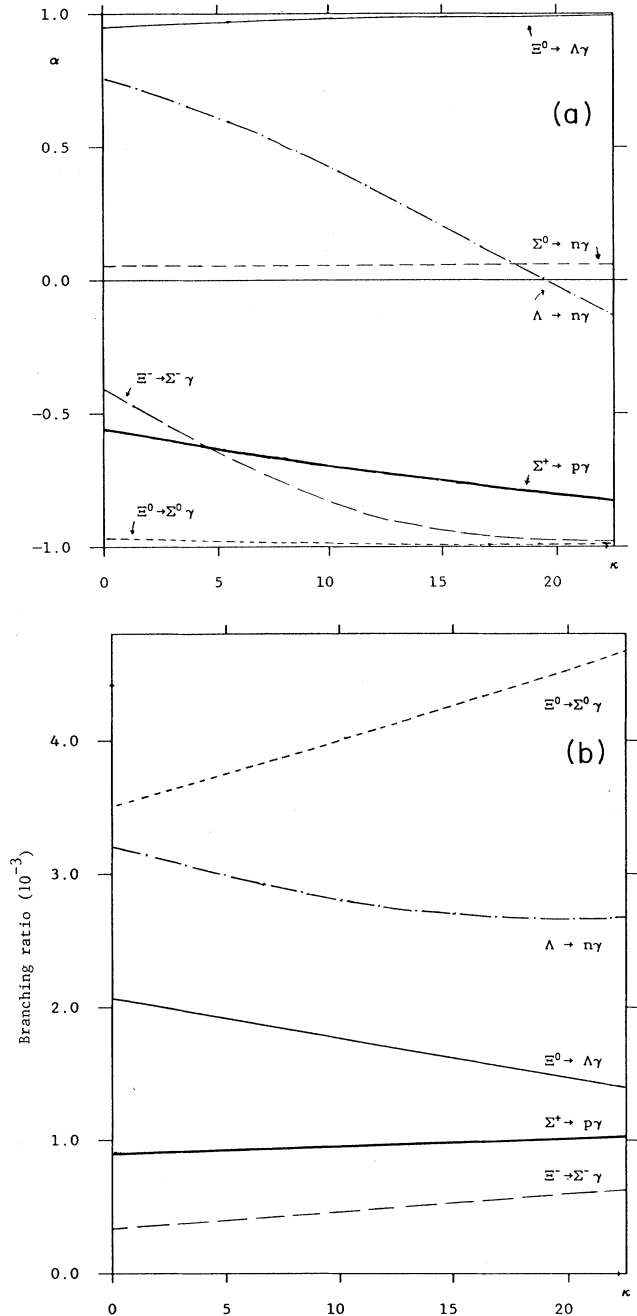 1.0
α
Ξ⁰→ Λγ
(a)
0.5
Σ⁰→ nγ
0.0
Λ → nγ
Ξ⁻→Σ⁻γ
-0.5
Σ⁺→ pγ
Ξ⁰→Σ⁰γ
-1.0
0 5 10 15 20 κ
Ξ⁰→Σ⁰γ
4.0
(b)
Branching ratio (10⁻³)
3.0
Λ → nγ
2.0
Ξ⁰→ Λγ
Σ⁺→ pγ
1.0
Ξ⁻→Σ⁻γ
0.0
0 5 10 15 20 κ